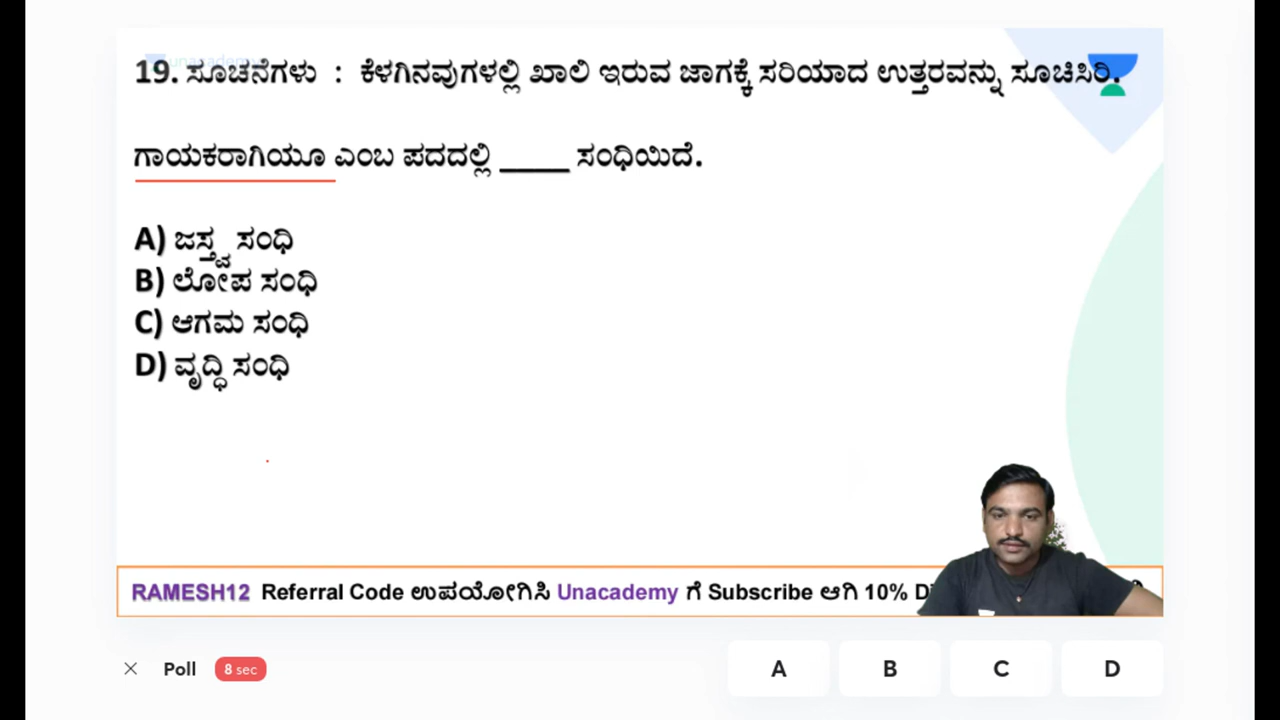 19. ಸೂಚನೆಗಳು : ಕೆಳಗಿನವುಗಳಲ್ಲಿ ಖಾಲಿ ಇರುವ ಜಾಗಕ್ಕೆ ಸರಿಯಾದ ಉತ್ತರವನ್ನು ಸೂಚಿಸಿರಿ.
ಗಾಯಕರಾಗಿಯೂ ಎಂಬ ಪದದಲ್ಲಿ ____ ಸಂಧಿಯಿದೆ.
A) ಜಸ್ತ್ವ ಸಂಧಿ
B) ಲೋಪ ಸಂಧಿ
C) ಆಗಮ ಸಂಧಿ
D) ವೃದ್ಧಿ ಸಂಧಿ
RAMESH12 Referral Code ಉಪಯೋಗಿಸಿ Unacademy ಗೆ Subscribe ಆಗಿ 10%
Poll 8 sec A B C D